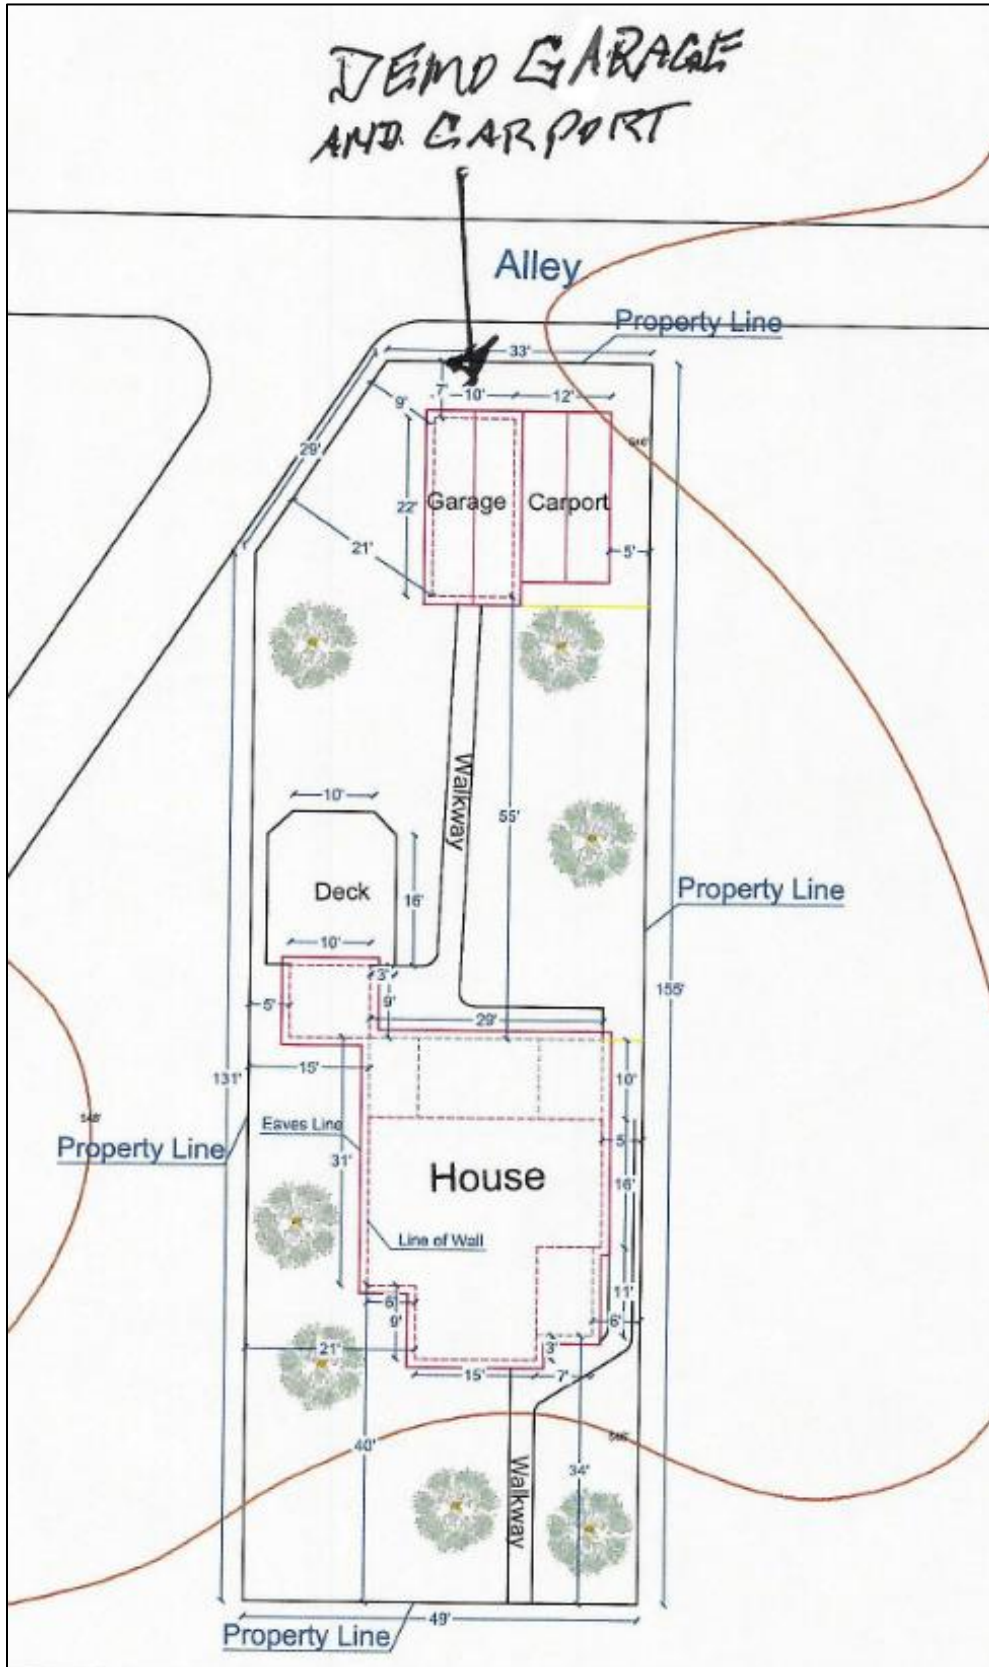 DEMO GARAGE
AND CARPORT
Alley
Property Line
33'
7'
10'
12'
9'
29'
22'
Garage
Carport
21'
5'
Walkway
55'
10'
Deck
16'
Property Line
10'
3'
5'
9'
29'
155'
15'
131'
10'
Eaves Line
5'
Property Line
31'
House
16'
Line of Wall
11'
6'
9'
6'
3'
21'
15'
7'
40'
34'
Walkway
49'
Property Line